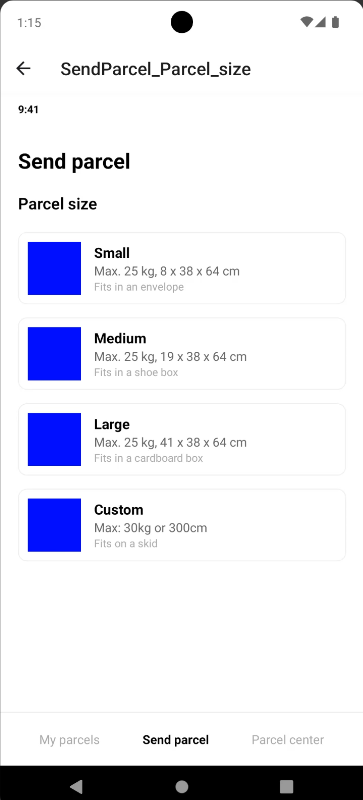 1:15
SendParcel_Parcel_size
9:41
Send parcel
Parcel size
Small
Max. 25 kg, 8 x 38 x 64 cm
Fits in an envelope
Medium
Max. 25 kg, 19 x 38 x 64 cm
Fits in a shoe box
Large
Max. 25 kg, 41 x 38 x 64 cm
Fits in a cardboard box
Custom
Max: 30kg or 300cm
Fits on a skid
My parcels Send parcel Parcel center